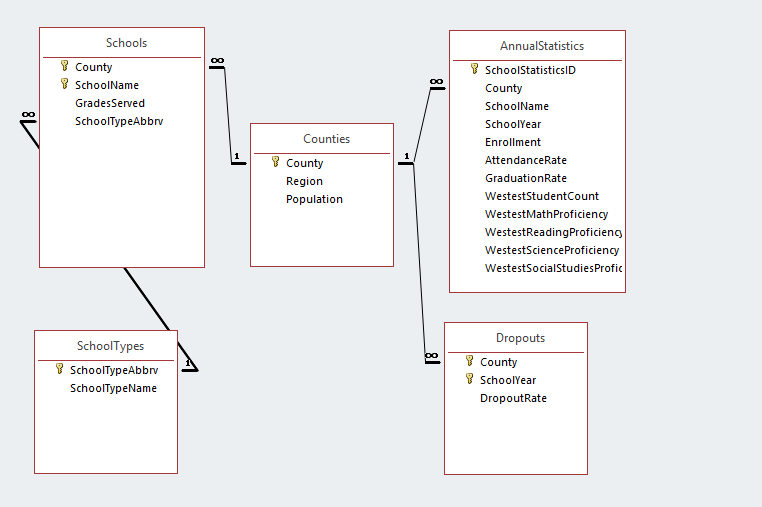 Schools
County
SchoolName
GradesServed
SchoolTypeAbbrv
∞
∞
1
Counties
County
Region
Population
1
∞
∞
AnnualStatistics
SchoolStatisticsID
County
SchoolName
SchoolYear
Enrollment
AttendanceRate
GraduationRate
WestestStudentCount
WestestMathProficiency
WestestReadingProficiency
WestestScienceProficiency
WestestSocialStudiesProfic
SchoolTypes
SchoolTypeAbbrv
SchoolTypeName
1
Dropouts
County
SchoolYear
DropoutRate